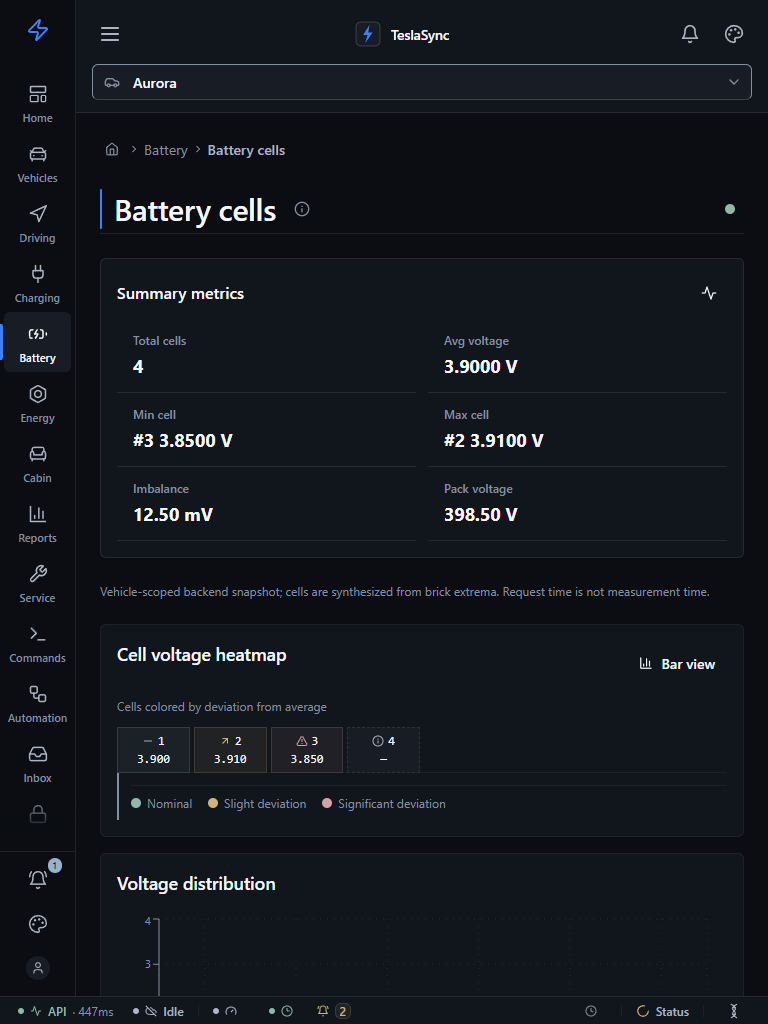 TeslaSync
Aurora
Home
Vehicles
Driving
Charging
Battery
Energy
Cabin
Reports
Service
Commands
Automation
Inbox
1
Battery
Battery cells
Battery cells
Summary metrics
Total cells
4
Avg voltage
3.9000 V
Min cell
#3 3.8500 V
Max cell
#2 3.9100 V
Imbalance
12.50 mV
Pack voltage
398.50 V
Vehicle-scoped backend snapshot; cells are synthesized from brick extrema. Request time is not measurement time.
Cell voltage heatmap
Bar view
Cells colored by deviation from average
1
3.900
2
3.910
3
3.850
4
—
Nominal
Slight deviation
Significant deviation
Voltage distribution
4
3
API · 447ms
Idle
2
Status